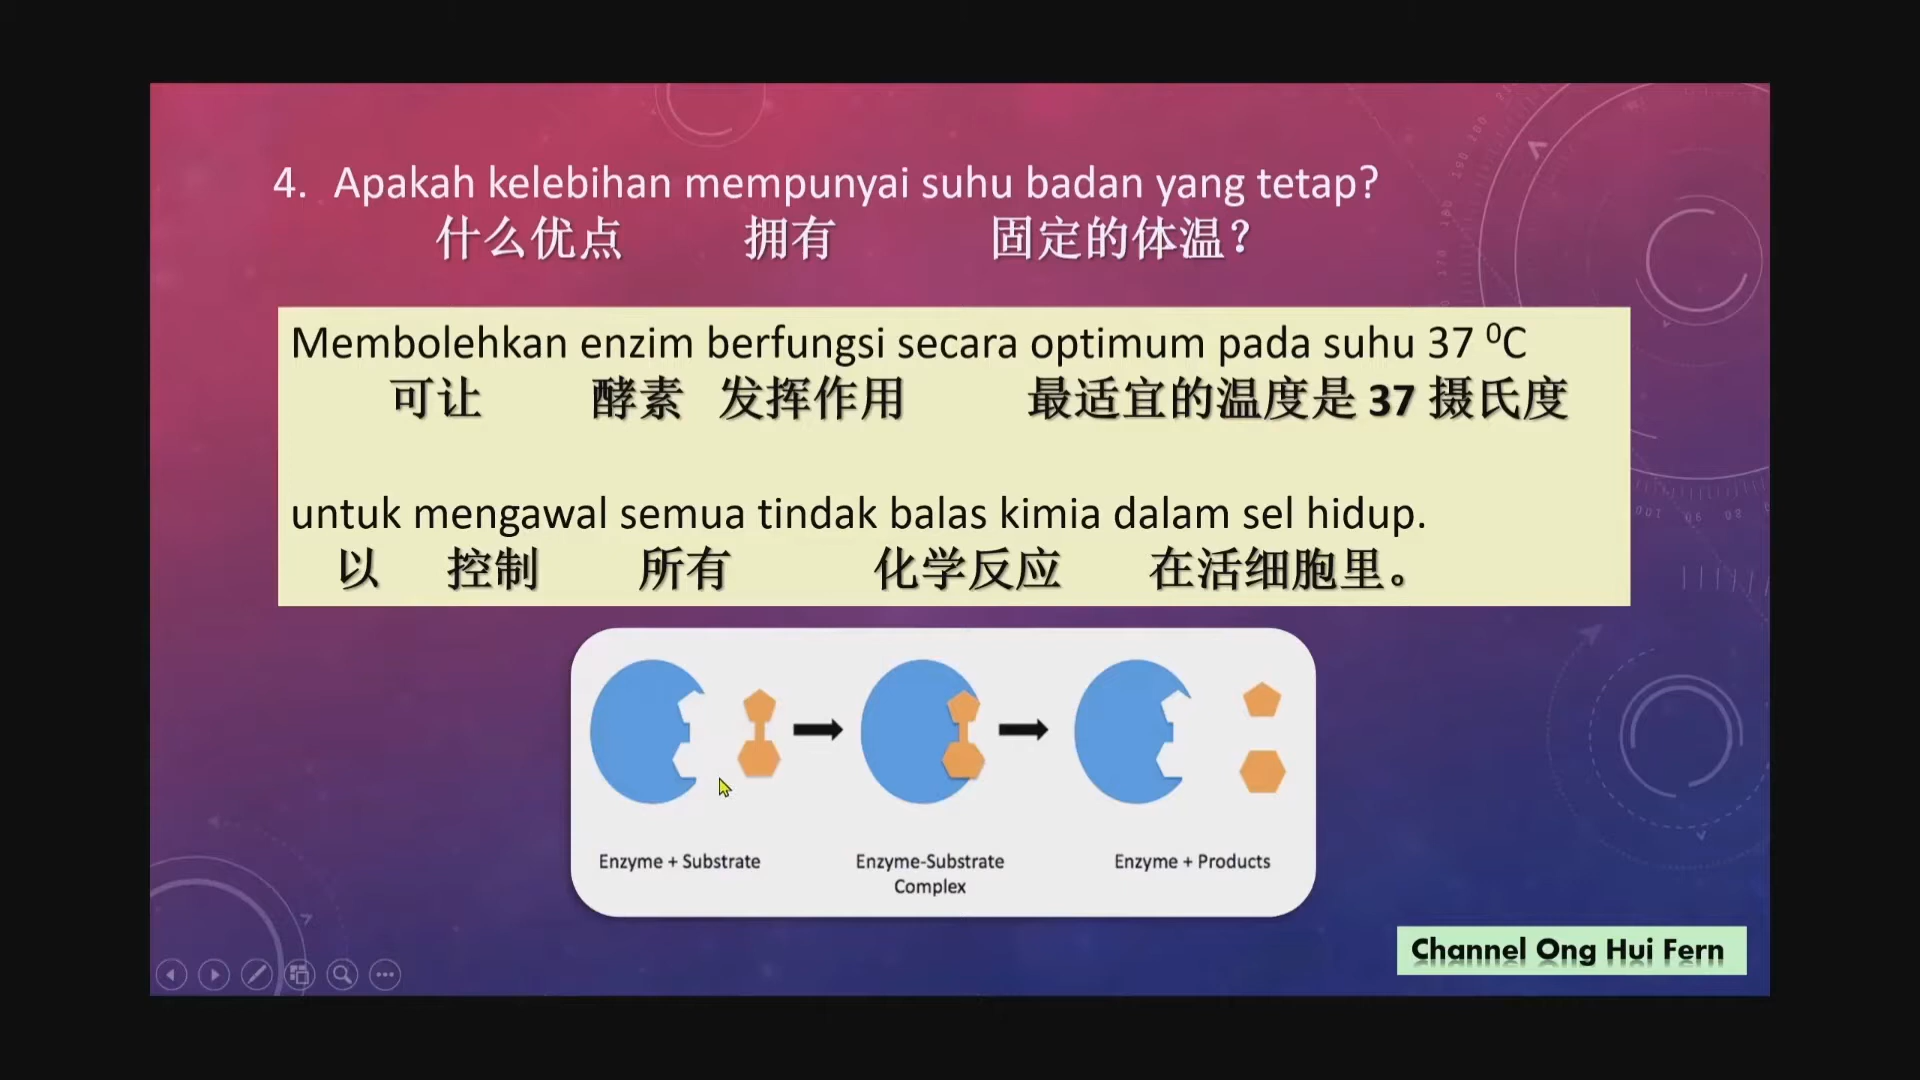 4. Apakah kelebihan mempunyai suhu badan yang tetap?
什么优点 拥有 固定的体温?
Membolehkan enzim berfungsi secara optimum pada suhu 37 ⁰C
可让 酵素 发挥作用 最适宜的温度是 37 摄氏度
untuk mengawal semua tindak balas kimia dalam sel hidup.
以 控制 所有 化学反应 在活细胞里。
Enzyme + Substrate
Enzyme-Substrate
Complex
Enzyme + Products
Channel Ong Hui Fern